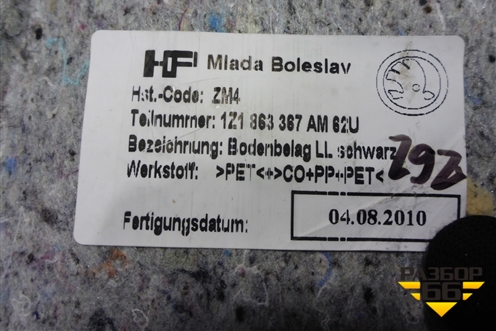 HFI Mlada Boleslav
Hst.-Code: ZM4
Teilnummer: 1Z1 863 367 AM 62U
Bezeichnung: Bodenbelag LL schwarz
Werkstoff: >PET<+>CO+PP+PET<
292
Fertigungsdatum: 04.08.2010
РАЗБОР
66